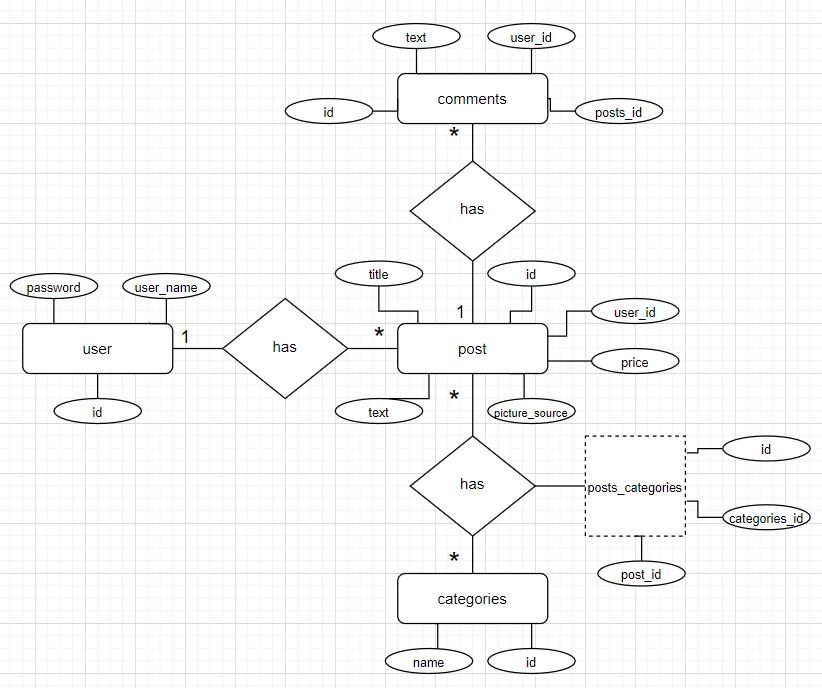 text
user_id
comments
id
posts_id
*
has
title
id
password
user_name
1
user_id
1
*
user
has
post
price
*
id
text
picture_source
id
has
posts_categories
categories_id
*
post_id
categories
name
id